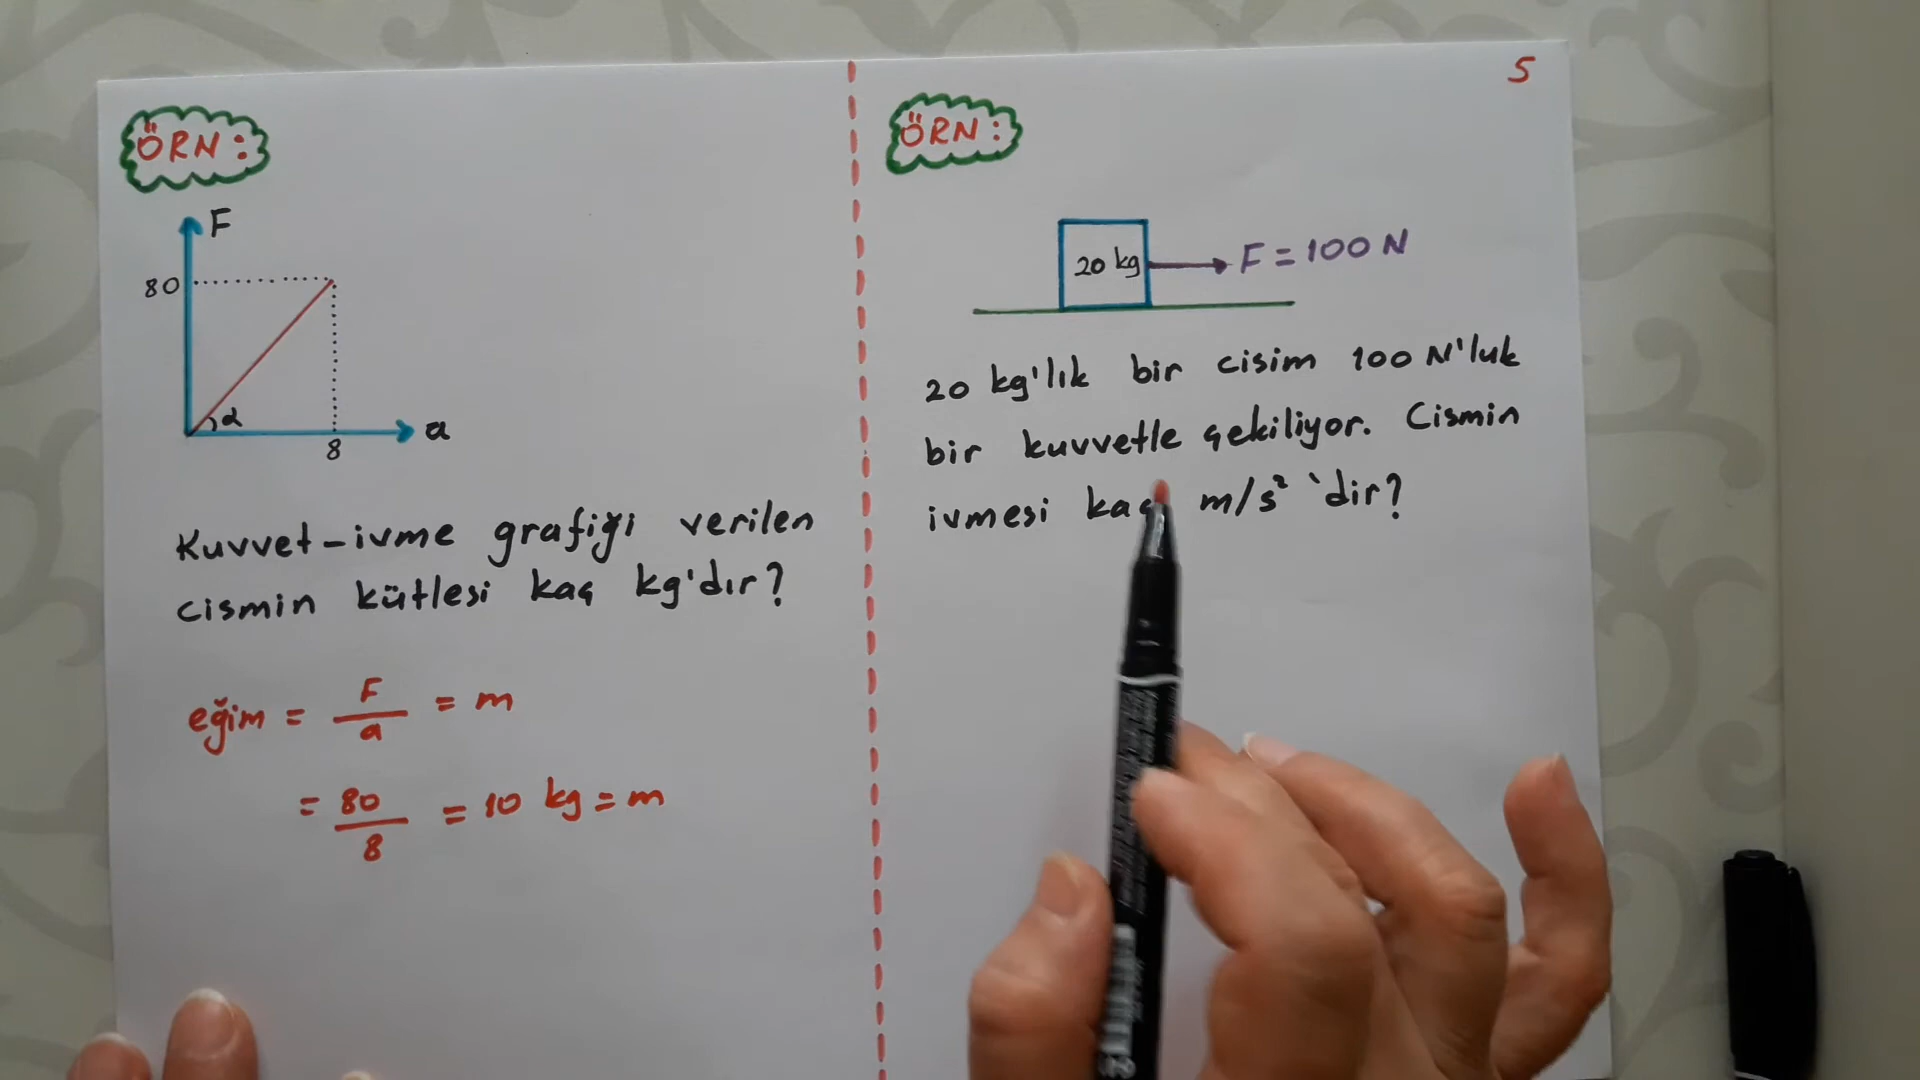 ÖRN:
F
80
α
8
a
Kuvvet-ivme grafiği verilen
cismin kütlesi kaç kg'dır?
eğim = F/a = m
= 80/8 = 10 kg = m
5
ÖRN:
20 kg
F = 100 N
20 kg'lık bir cisim 100 N'luk
bir kuvvetle çekiliyor. Cismin
ivmesi kaç m/s² 'dir?